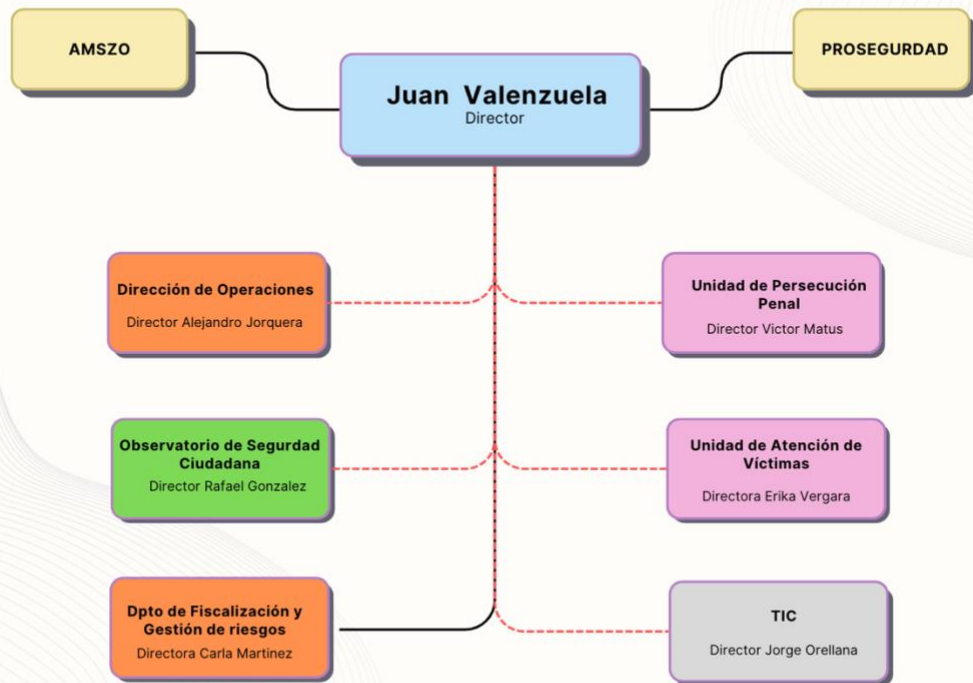 AMSZO
PROSEGURDAD
Juan Valenzuela
Director
Dirección de Operaciones
Director Alejandro Jorquera
Unidad de Persecución
Penal
Director Victor Matus
Observatorio de Segurdad
Ciudadana
Director Rafael Gonzalez
Unidad de Atención de
Víctimas
Directora Erika Vergara
Dpto de Fiscalización y
Gestión de riesgos
Directora Carla Martinez
TIC
Director Jorge Orellana